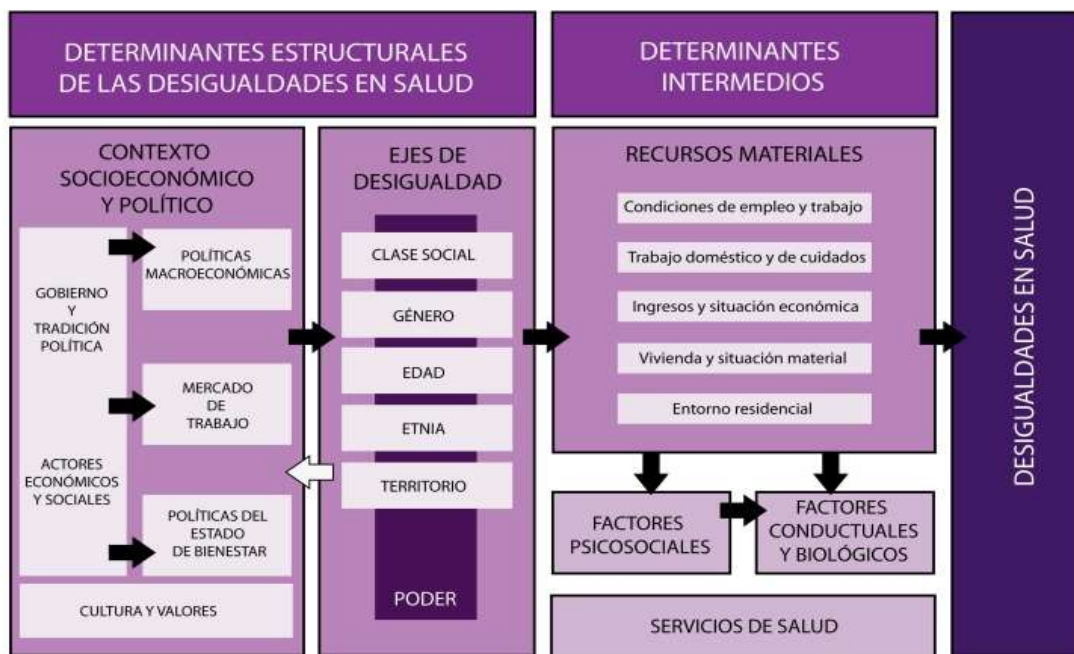 DETERMINANTES ESTRUCTURALES
DE LAS DESIGUALDADES EN SALUD
DETERMINANTES
INTERMEDIOS
CONTEXTO
SOCIOECONÓMICO
Y POLÍTICO
GOBIERNO
Y
TRADICIÓN
POLÍTICA
ACTORES
ECONÓMICOS
Y SOCIALES
POLÍTICAS
MACROECONÓMICAS
MERCADO
DE
TRABAJO
POLÍTICAS DEL
ESTADO
DE BIENESTAR
CULTURA Y VALORES
EJES DE
DESIGUALDAD
CLASE SOCIAL
GÉNERO
EDAD
ETNIA
TERRITORIO
PODER
RECURSOS MATERIALES
Condiciones de empleo y trabajo
Trabajo doméstico y de cuidados
Ingresos y situación económica
Vivienda y situación material
Entorno residencial
FACTORES
PSICOSOCIALES
FACTORES
CONDUCTUALES
Y BIOLÓGICOS
SERVICIOS DE SALUD
DESIGUALDADES EN SALUD